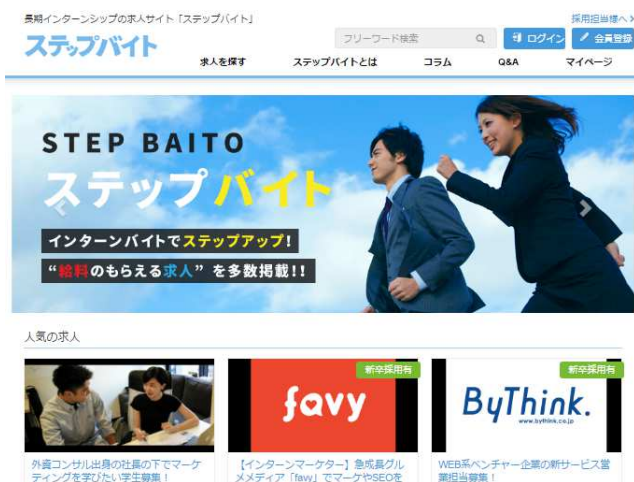 長期インターンシップの求人サイト「ステップバイト」
採用担当様へ
ステップバイト
フリーワード検索
ログイン
会員登録
求人を探す ステップバイトとは コラム Q&A マイページ
STEP BAITO
ステップバイト
インターンバイトでステップアップ!
“給料のもらえる求人” を多数掲載!!
人気の求人
新卒採用有
新卒採用有
favy
ByThink.
www.bythink.co.jp
外資コンサル出身の社長の下でマーケ
ティングを学びたい学生募集!
【インターンマーケター】急成長グル
メメディア「favy」でマーケやSEOを
WEB系ベンチャー企業の新サービス営
業担当募集!